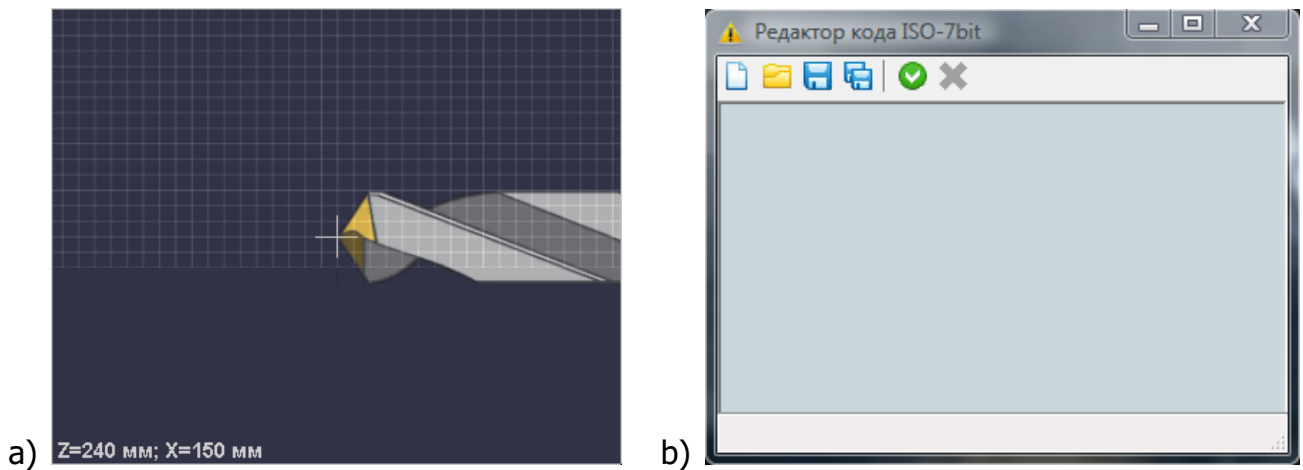 Редактор кода ISO-7bit
a) Z=240 мм; X=150 мм
b)